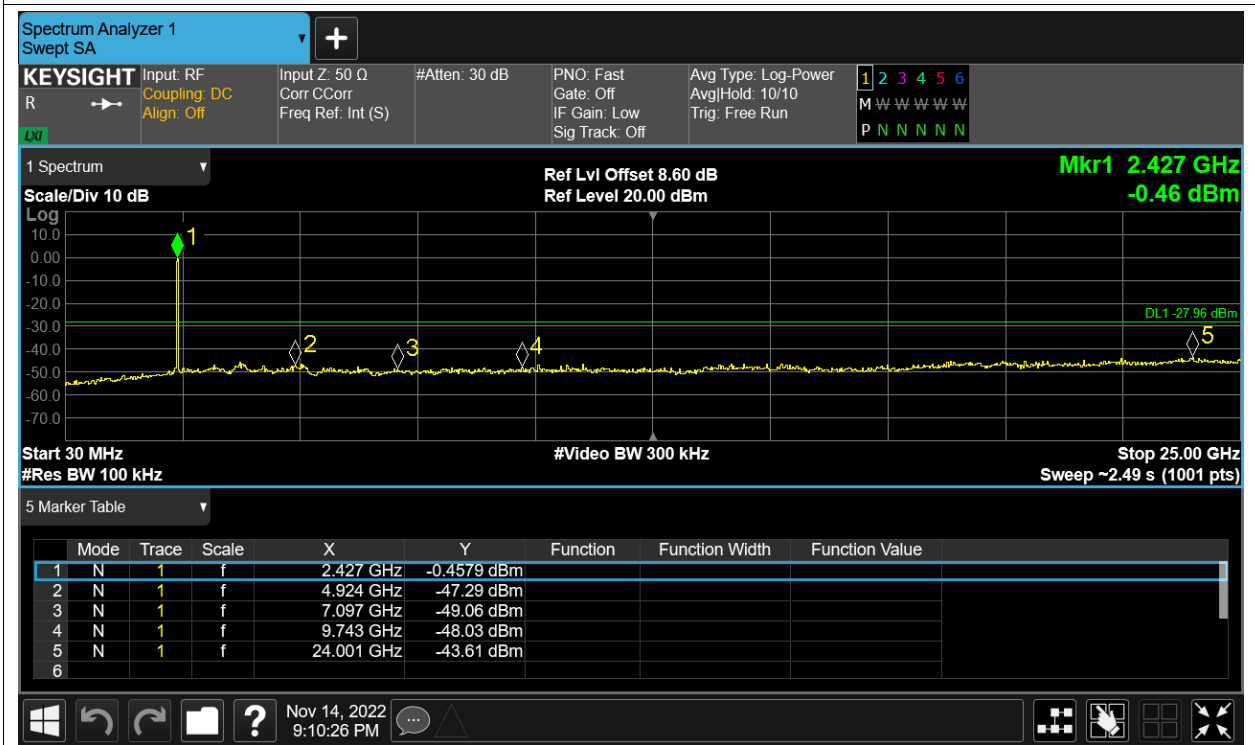 Spectrum Analyzer 1
Swept SA
+
KEYSIGHT Input: RF Input Z: 50 Ω #Atten: 30 dB PNO: Fast Avg Type: Log-Power 1 2 3 4 5 6
R Coupling: DC Corr CCorr Gate: Off Avg|Hold: 10/10 M W W W W W
Align: Off Freq Ref: Int (S) IF Gain: Low Trig: Free Run
LXI Sig Track: Off P N N N N N
1 Spectrum Ref Lvl Offset 8.60 dB Mkr1 2.427 GHz
Scale/Div 10 dB Ref Level 20.00 dBm -0.46 dBm
Log
10.0 1
0.00
-10.0
-20.0
DL1 -27.96 dBm
-30.0
-40.0 2 3 4 5
-50.0
-60.0
-70.0
Start 30 MHz #Video BW 300 kHz Stop 25.00 GHz
#Res BW 100 kHz Sweep ~2.49 s (1001 pts)
5 Marker Table
Mode Trace Scale X Y Function Function Width Function Value
1 N 1 f 2.427 GHz -0.4579 dBm
2 N 1 f 4.924 GHz -47.29 dBm
3 N 1 f 7.097 GHz -49.06 dBm
4 N 1 f 9.743 GHz -48.03 dBm
5 N 1 f 24.001 GHz -43.61 dBm
6
? Nov 14, 2022
9:10:26 PM